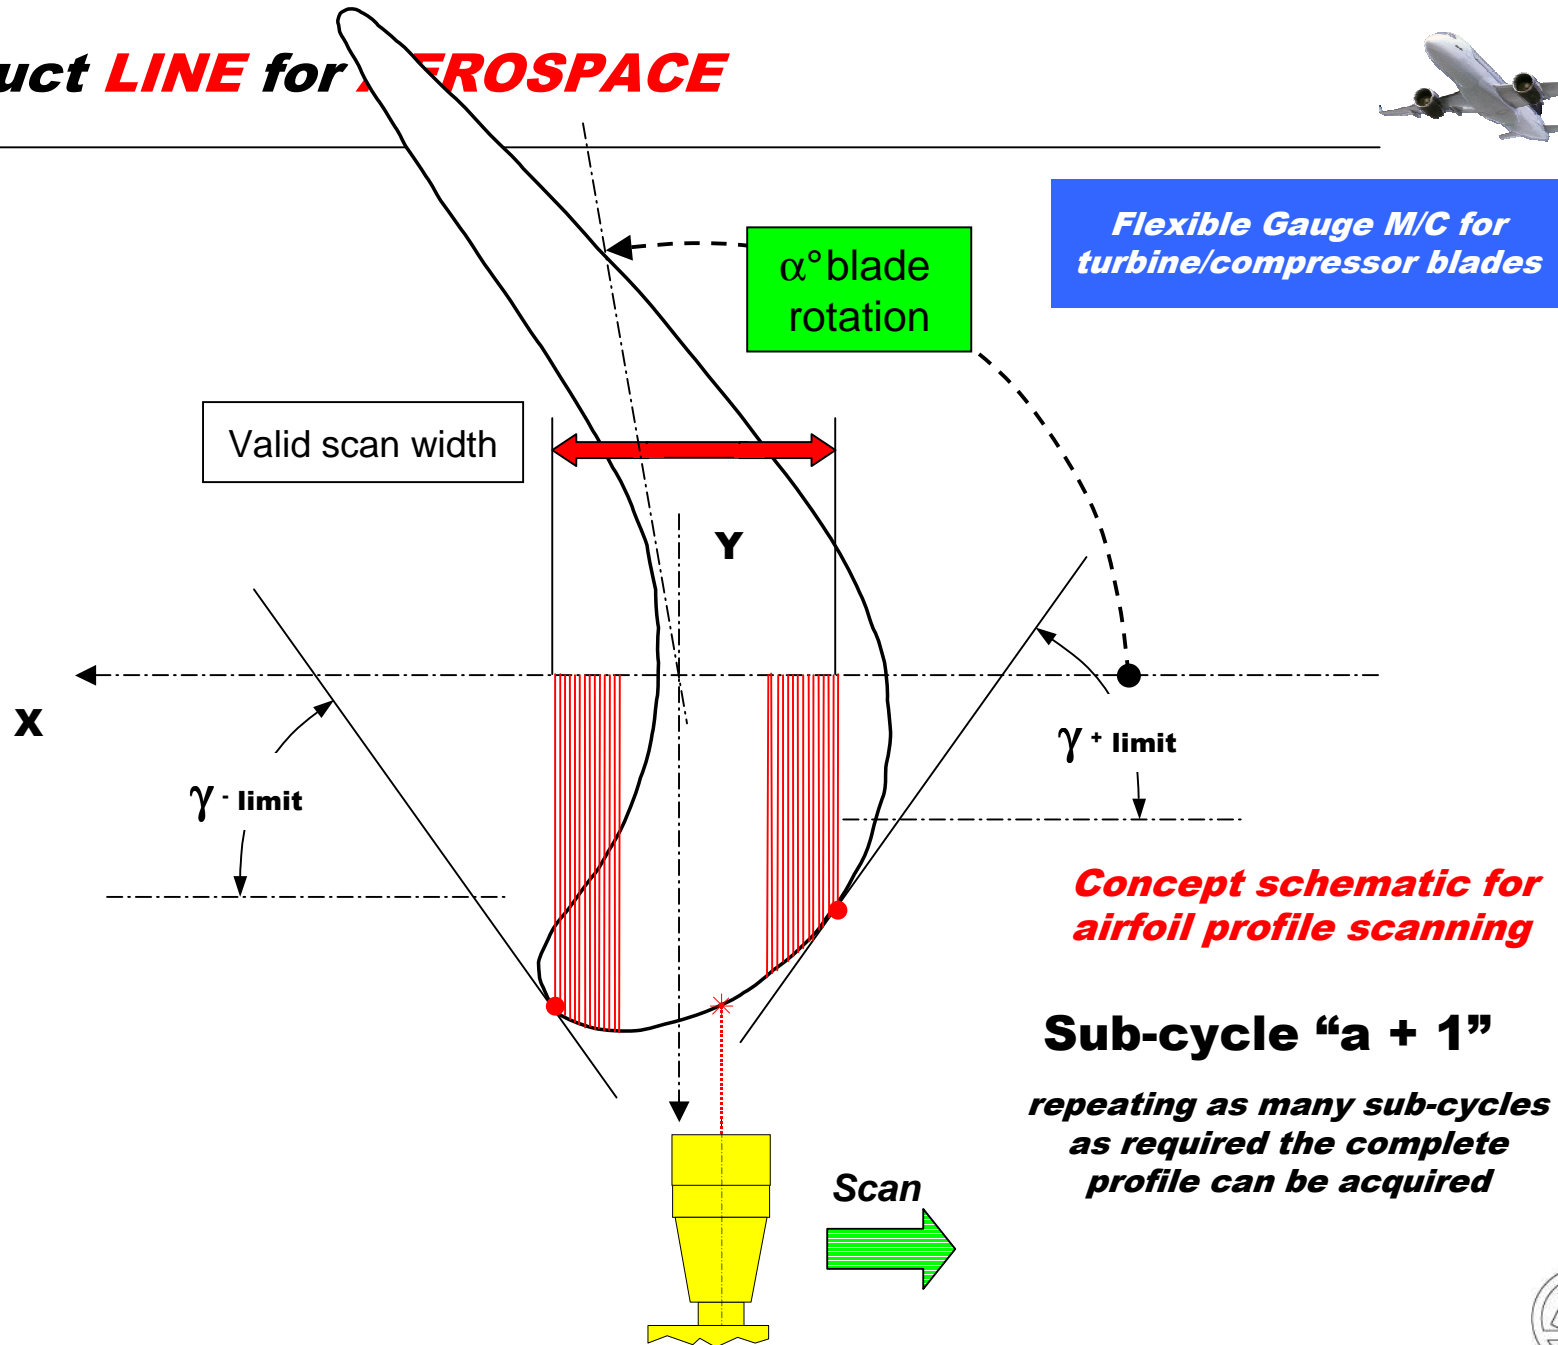 uct LINE for AEROSPACE
Flexible Gauge M/C for
turbine/compressor blades
α° blade
rotation
Valid scan width
Y
X
γ + limit
γ - limit
Concept schematic for
airfoil profile scanning
Sub-cycle “a + 1”
repeating as many sub-cycles
as required the complete
profile can be acquired
Scan